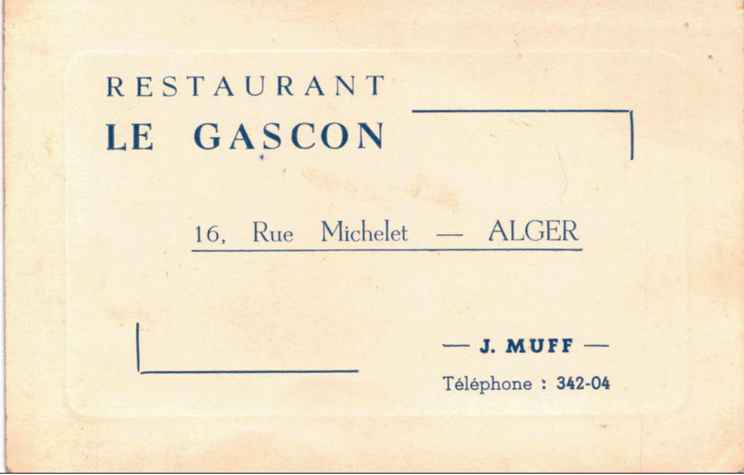 RESTAURANT
LE GASCON
16, Rue Michelet — ALGER
— J. MUFF —
Téléphone : 342-04